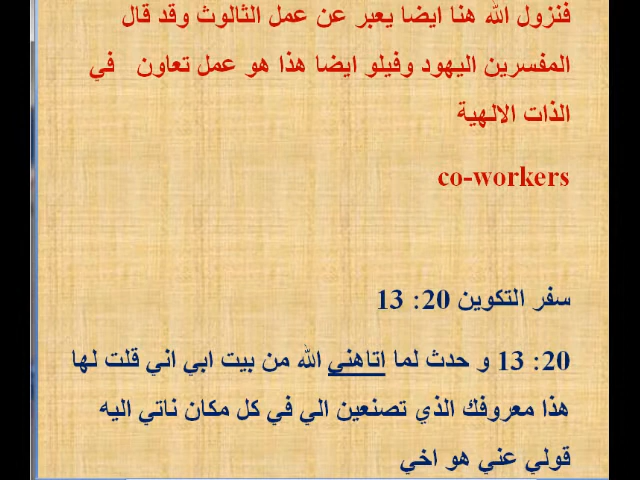 فنزول الله هنا ايضا يعبر عن عمل الثالوث وقد قال
المفسرين اليهود وفيلو ايضا هذا هو عمل تعاون في
الذات الالهية
co-workers
سفر التكوين 20: 13
20: 13 و حدث لما اتاهني الله من بيت ابي اني قلت لها
هذا معروفك الذي تصنعين الي في كل مكان ناتي اليه
قولي عني هو اخي